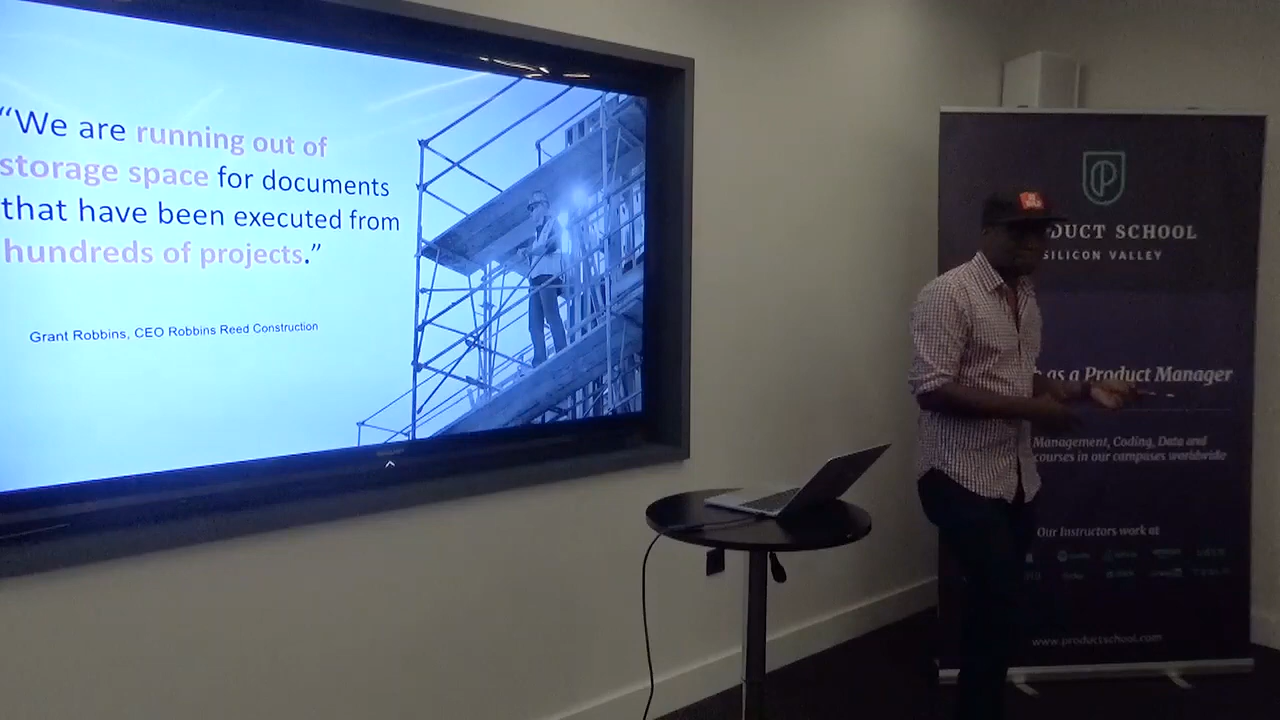 “We are running out of
storage space for documents
that have been executed from
hundreds of projects.”
Grant Robbins, CEO Robbins Reed Construction
SHARP
DUCT SCHOOL
SILICON VALLEY
as a Product Manager
Management, Coding, Data and
courses in our campuses worldwide
Our Instructors work at
www.productschool.com